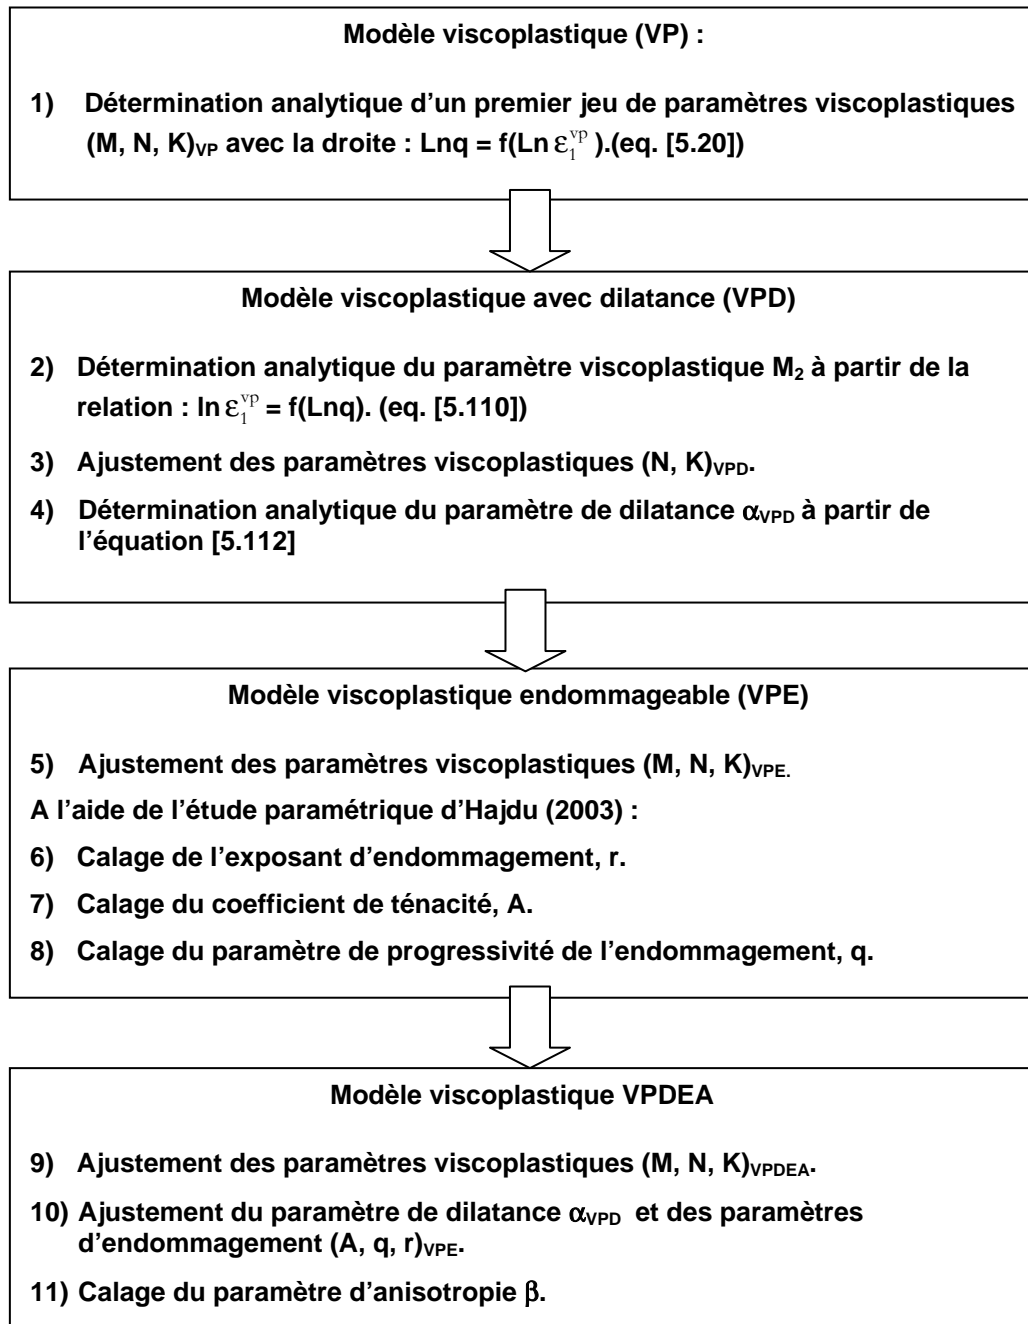 Modèle viscoplastique (VP) :
1) Détermination analytique d'un premier jeu de paramètres viscoplastiques
(M, N, K)VP avec la droite : Lnq = f(Ln ε₁ᵛᵖ ).(eq. [5.20])
Modèle viscoplastique avec dilatance (VPD)
2) Détermination analytique du paramètre viscoplastique M₂ à partir de la
relation : ln ε₁ᵛᵖ = f(Lnq). (eq. [5.110])
3) Ajustement des paramètres viscoplastiques (N, K)VPD.
4) Détermination analytique du paramètre de dilatance αVPD à partir de
l'équation [5.112]
Modèle viscoplastique endommageable (VPE)
5) Ajustement des paramètres viscoplastiques (M, N, K)VPE.
A l'aide de l'étude paramétrique d'Hajdu (2003) :
6) Calage de l'exposant d'endommagement, r.
7) Calage du coefficient de ténacité, A.
8) Calage du paramètre de progressivité de l'endommagement, q.
Modèle viscoplastique VPDEA
9) Ajustement des paramètres viscoplastiques (M, N, K)VPDEA.
10) Ajustement du paramètre de dilatance αVPD et des paramètres
d'endommagement (A, q, r)VPE.
11) Calage du paramètre d'anisotropie β.